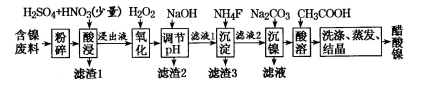 H₂SO₄+HNO₃(少量) H₂O₂ NaOH NH₄F Na₂CO₃ CH₃COOH
含镍废料 粉碎 酸浸 浸出液 氧化 调节pH 滤液1 沉淀 滤液2 沉镍 酸溶 洗涤、蒸发、结晶 醋酸镍
滤渣1 滤渣2 滤渣3 滤液